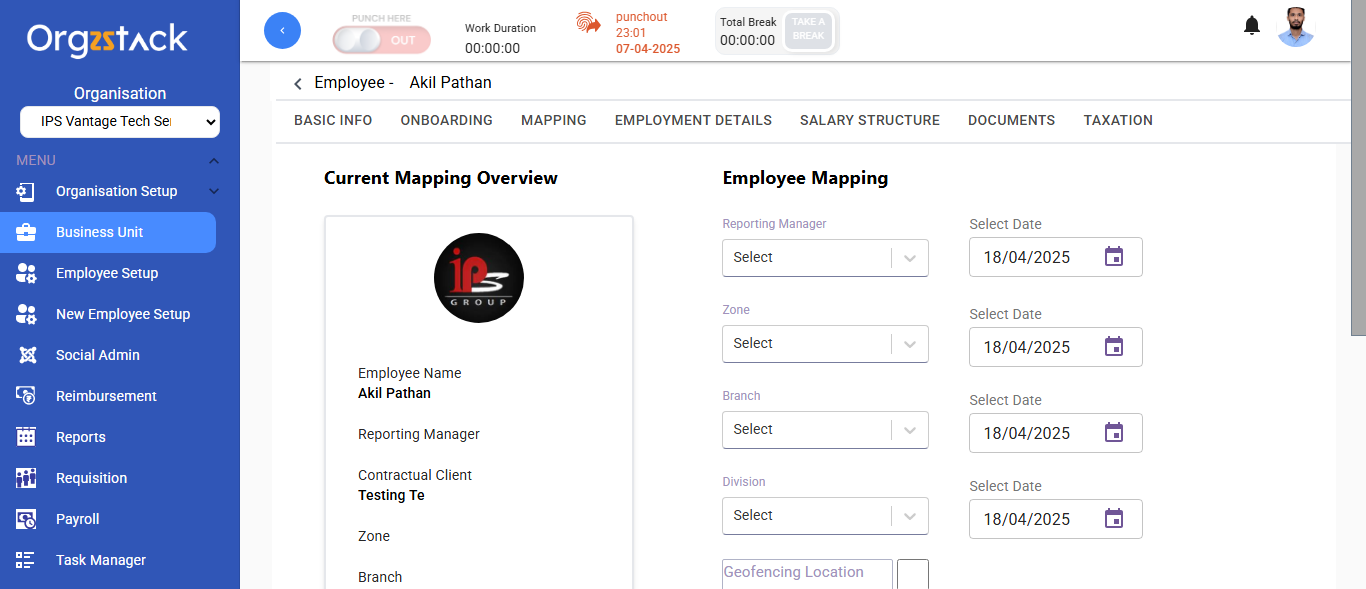 Orgzstack
Organisation
IPS Vantage Tech Ser
MENU
Organisation Setup
Business Unit
Employee Setup
New Employee Setup
Social Admin
Reimbursement
Reports
Requisition
Payroll
Task Manager
PUNCH HERE
OUT
Work Duration
00:00:00
punchout
23:01
07-04-2025
Total Break
00:00:00
TAKE A
BREAK
Employee - Akil Pathan
BASIC INFO ONBOARDING MAPPING EMPLOYMENT DETAILS SALARY STRUCTURE DOCUMENTS TAXATION
Current Mapping Overview
iPS
GROUP
Employee Name
Akil Pathan
Reporting Manager
Contractual Client
Testing Te
Zone
Branch
Employee Mapping
Reporting Manager
Select
Select Date
18/04/2025
Zone
Select
Select Date
18/04/2025
Branch
Select
Select Date
18/04/2025
Division
Select
Select Date
18/04/2025
Geofencing Location